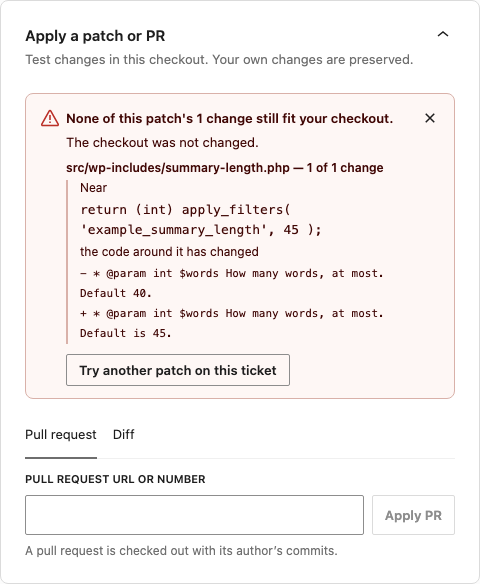 Apply a patch or PR
Test changes in this checkout. Your own changes are preserved.
None of this patch's 1 change still fit your checkout.
The checkout was not changed.
src/wp-includes/summary-length.php — 1 of 1 change
Near
return (int) apply_filters(
'example_summary_length', 45 );
the code around it has changed
− * @param int $words How many words, at most.
Default 40.
+ * @param int $words How many words, at most.
Default is 45.
Try another patch on this ticket
Pull request Diff
PULL REQUEST URL OR NUMBER
Apply PR
A pull request is checked out with its author's commits.